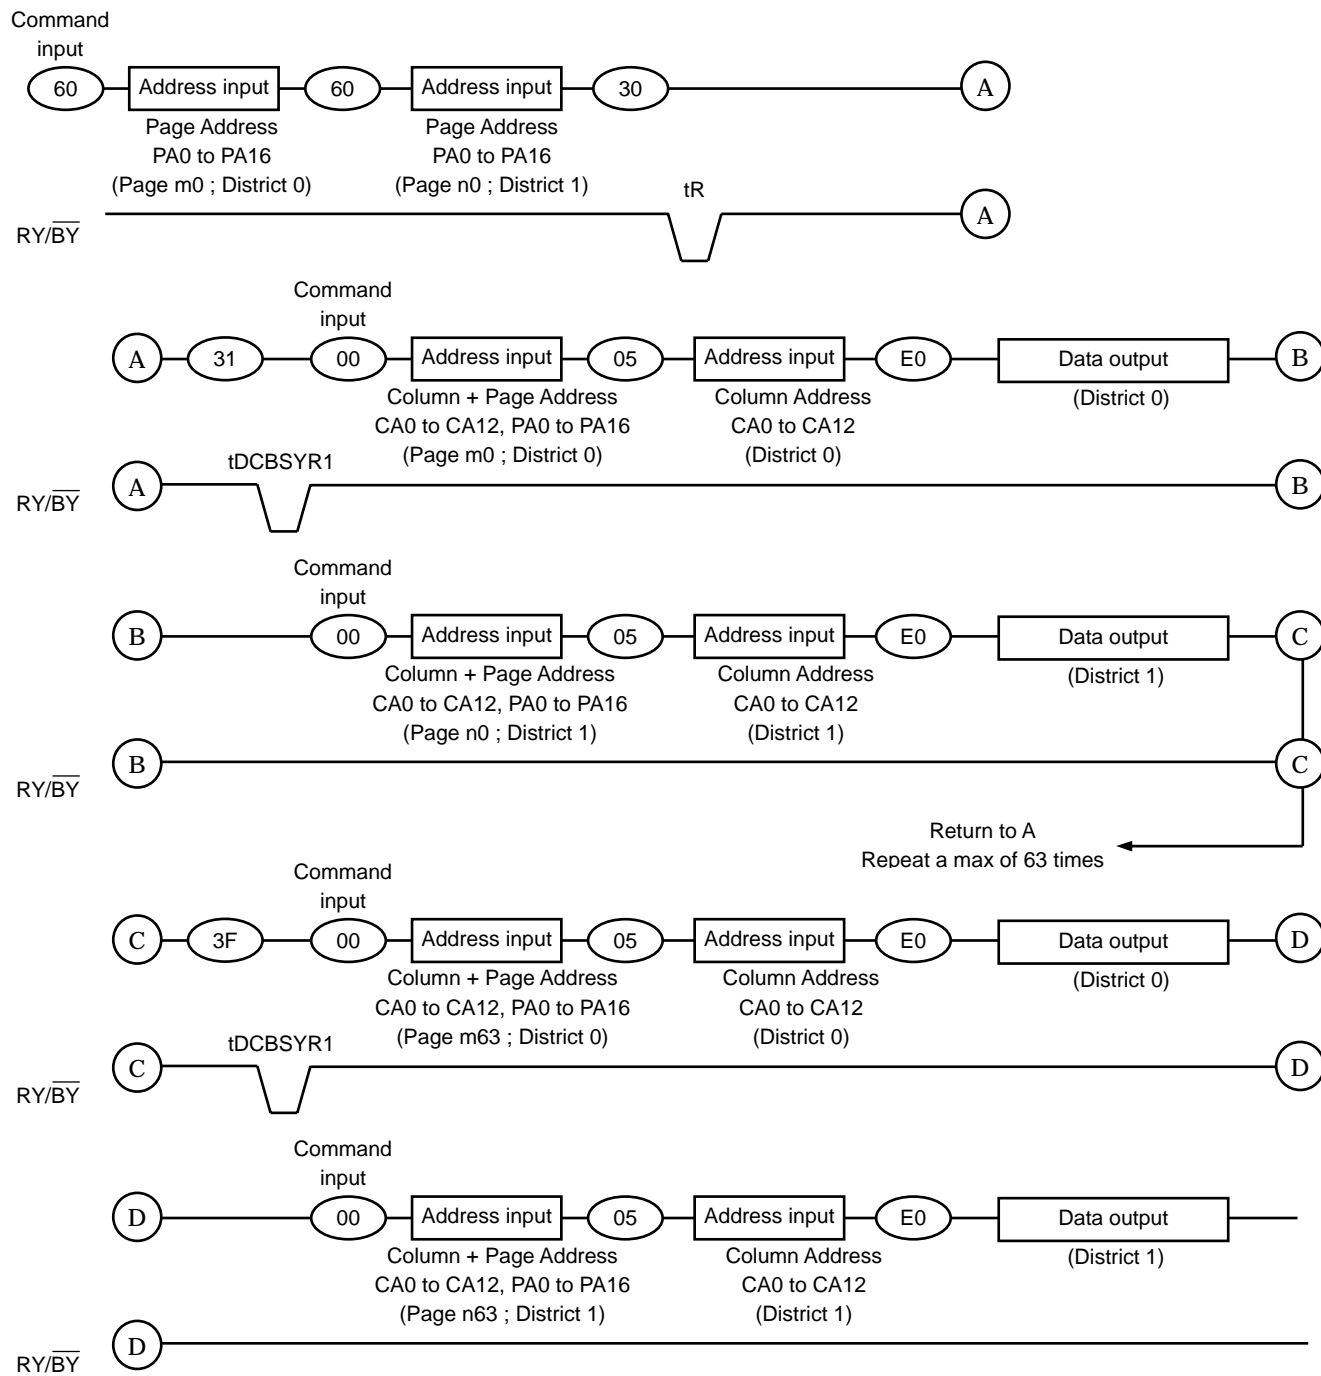 Command
input
60 Address input 60 Address input 30 A
Page Address Page Address
PA0 to PA16 PA0 to PA16
(Page m0 ; District 0) (Page n0 ; District 1)
tR
RY/BY A
Command
input
A 31 00 Address input 05 Address input E0 Data output B
Column + Page Address Column Address (District 0)
CA0 to CA12, PA0 to PA16 CA0 to CA12
(Page m0 ; District 0) (District 0)
tDCBSYR1
RY/BY A B
Command
input
B 00 Address input 05 Address input E0 Data output C
Column + Page Address Column Address (District 1)
CA0 to CA12, PA0 to PA16 CA0 to CA12
(Page n0 ; District 1) (District 1)
RY/BY B C
Return to A
Repeat a max of 63 times
Command
input
C 3F 00 Address input 05 Address input E0 Data output D
Column + Page Address Column Address (District 0)
CA0 to CA12, PA0 to PA16 CA0 to CA12
(Page m63 ; District 0) (District 0)
tDCBSYR1
RY/BY C D
Command
input
D 00 Address input 05 Address input E0 Data output
Column + Page Address Column Address (District 1)
CA0 to CA12, PA0 to PA16 CA0 to CA12
(Page n63 ; District 1) (District 1)
RY/BY D